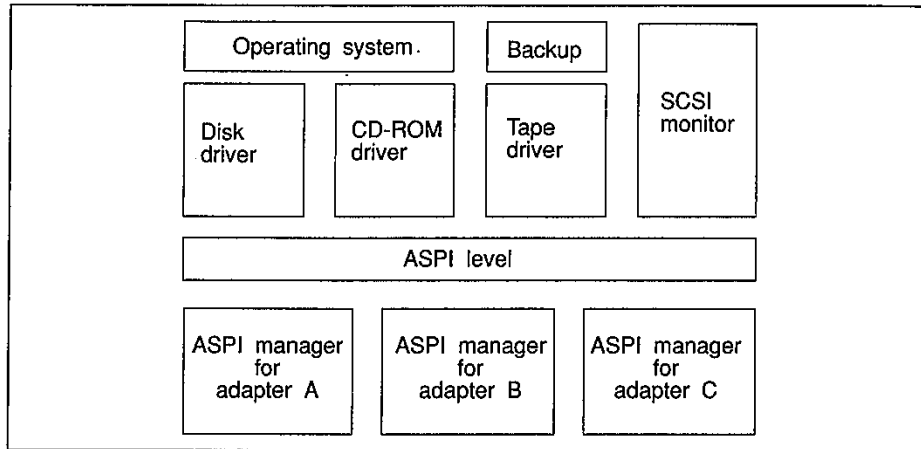 Operating system
Backup
SCSI
monitor
Disk
driver
CD-ROM
driver
Tape
driver
ASPI level
ASPI manager
for
adapter A
ASPI manager
for
adapter B
ASPI manager
for
adapter C